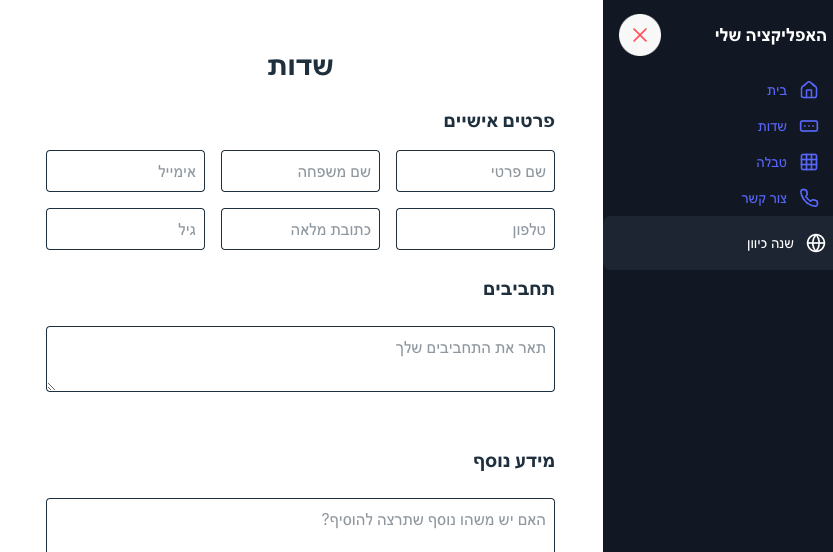 האפליקציה שלי
בית
שדות
טבלה
צור קשר
שנה כיוון
שדות
פרטים אישיים
שם פרטי
שם משפחה
אימייל
טלפון
כתובת מלאה
גיל
תחביבים
תאר את התחביבים שלך
מידע נוסף
האם יש משהו נוסף שתרצה להוסיף?